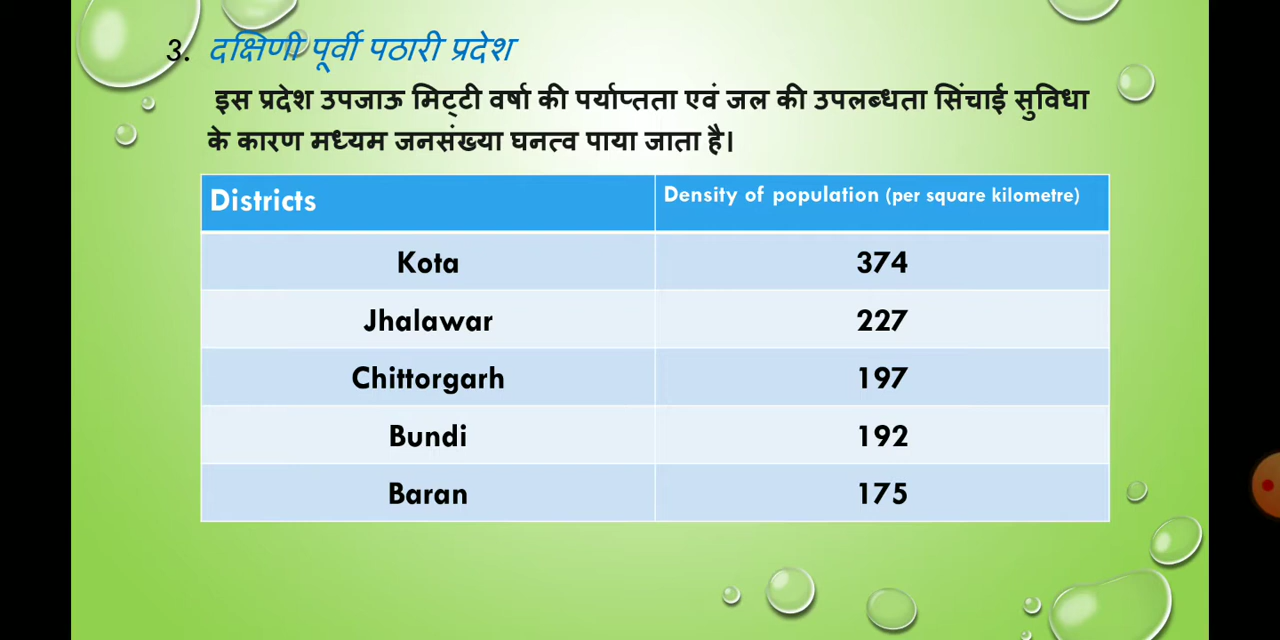 3. दक्षिणी पूर्वी पठारी प्रदेश
इस प्रदेश उपजाऊ मिट्टी वर्षा की पर्याप्तता एवं जल की उपलब्धता सिंचाई सुविधा
के कारण मध्यम जनसंख्या घनत्व पाया जाता है।
Districts Density of population (per square kilometre)
Kota 374
Jhalawar 227
Chittorgarh 197
Bundi 192
Baran 175